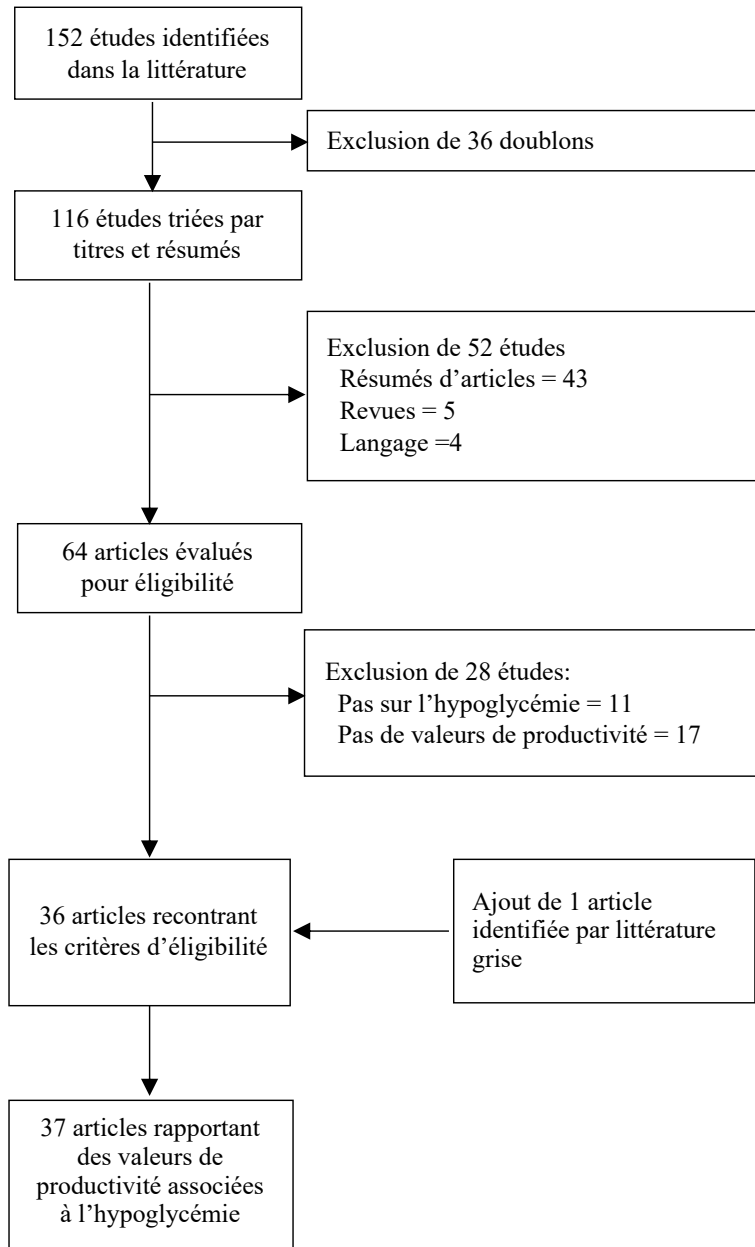 152 études identifiées
dans la littérature
Exclusion de 36 doublons
116 études triées par
titres et résumés
Exclusion de 52 études
Résumés d’articles = 43
Revues = 5
Langage =4
64 articles évalués
pour éligibilité
Exclusion de 28 études:
Pas sur l’hypoglycémie = 11
Pas de valeurs de productivité = 17
36 articles recontrant
les critères d’éligibilité
Ajout de 1 article
identifiée par littérature
grise
37 articles rapportant
des valeurs de
productivité associées
à l’hypoglycémie